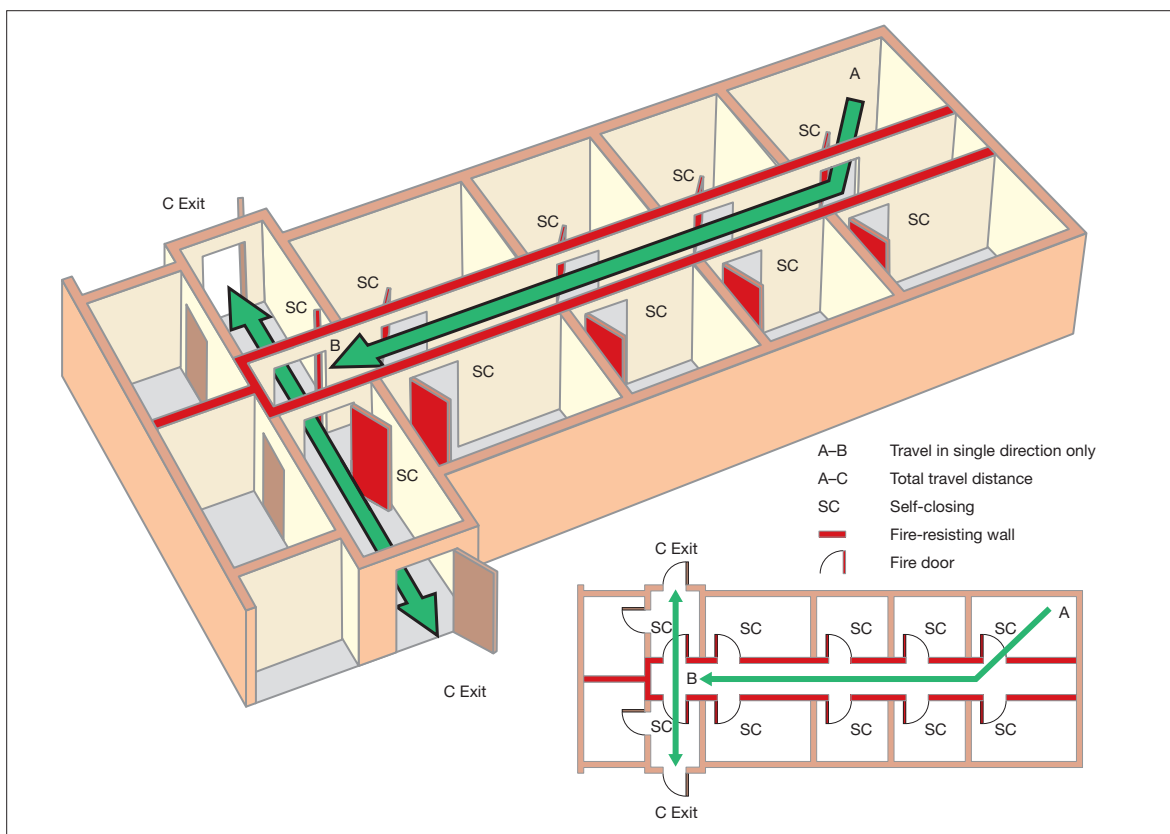 A
SC
SC
C Exit
SC
SC
SC
SC
SC
B
SC
SC
SC
SC
A–B Travel in single direction only
A–C Total travel distance
SC Self-closing
Fire-resisting wall
Fire door
C Exit
C Exit
A
SC SC SC SC SC
B
SC SC SC SC SC
C Exit